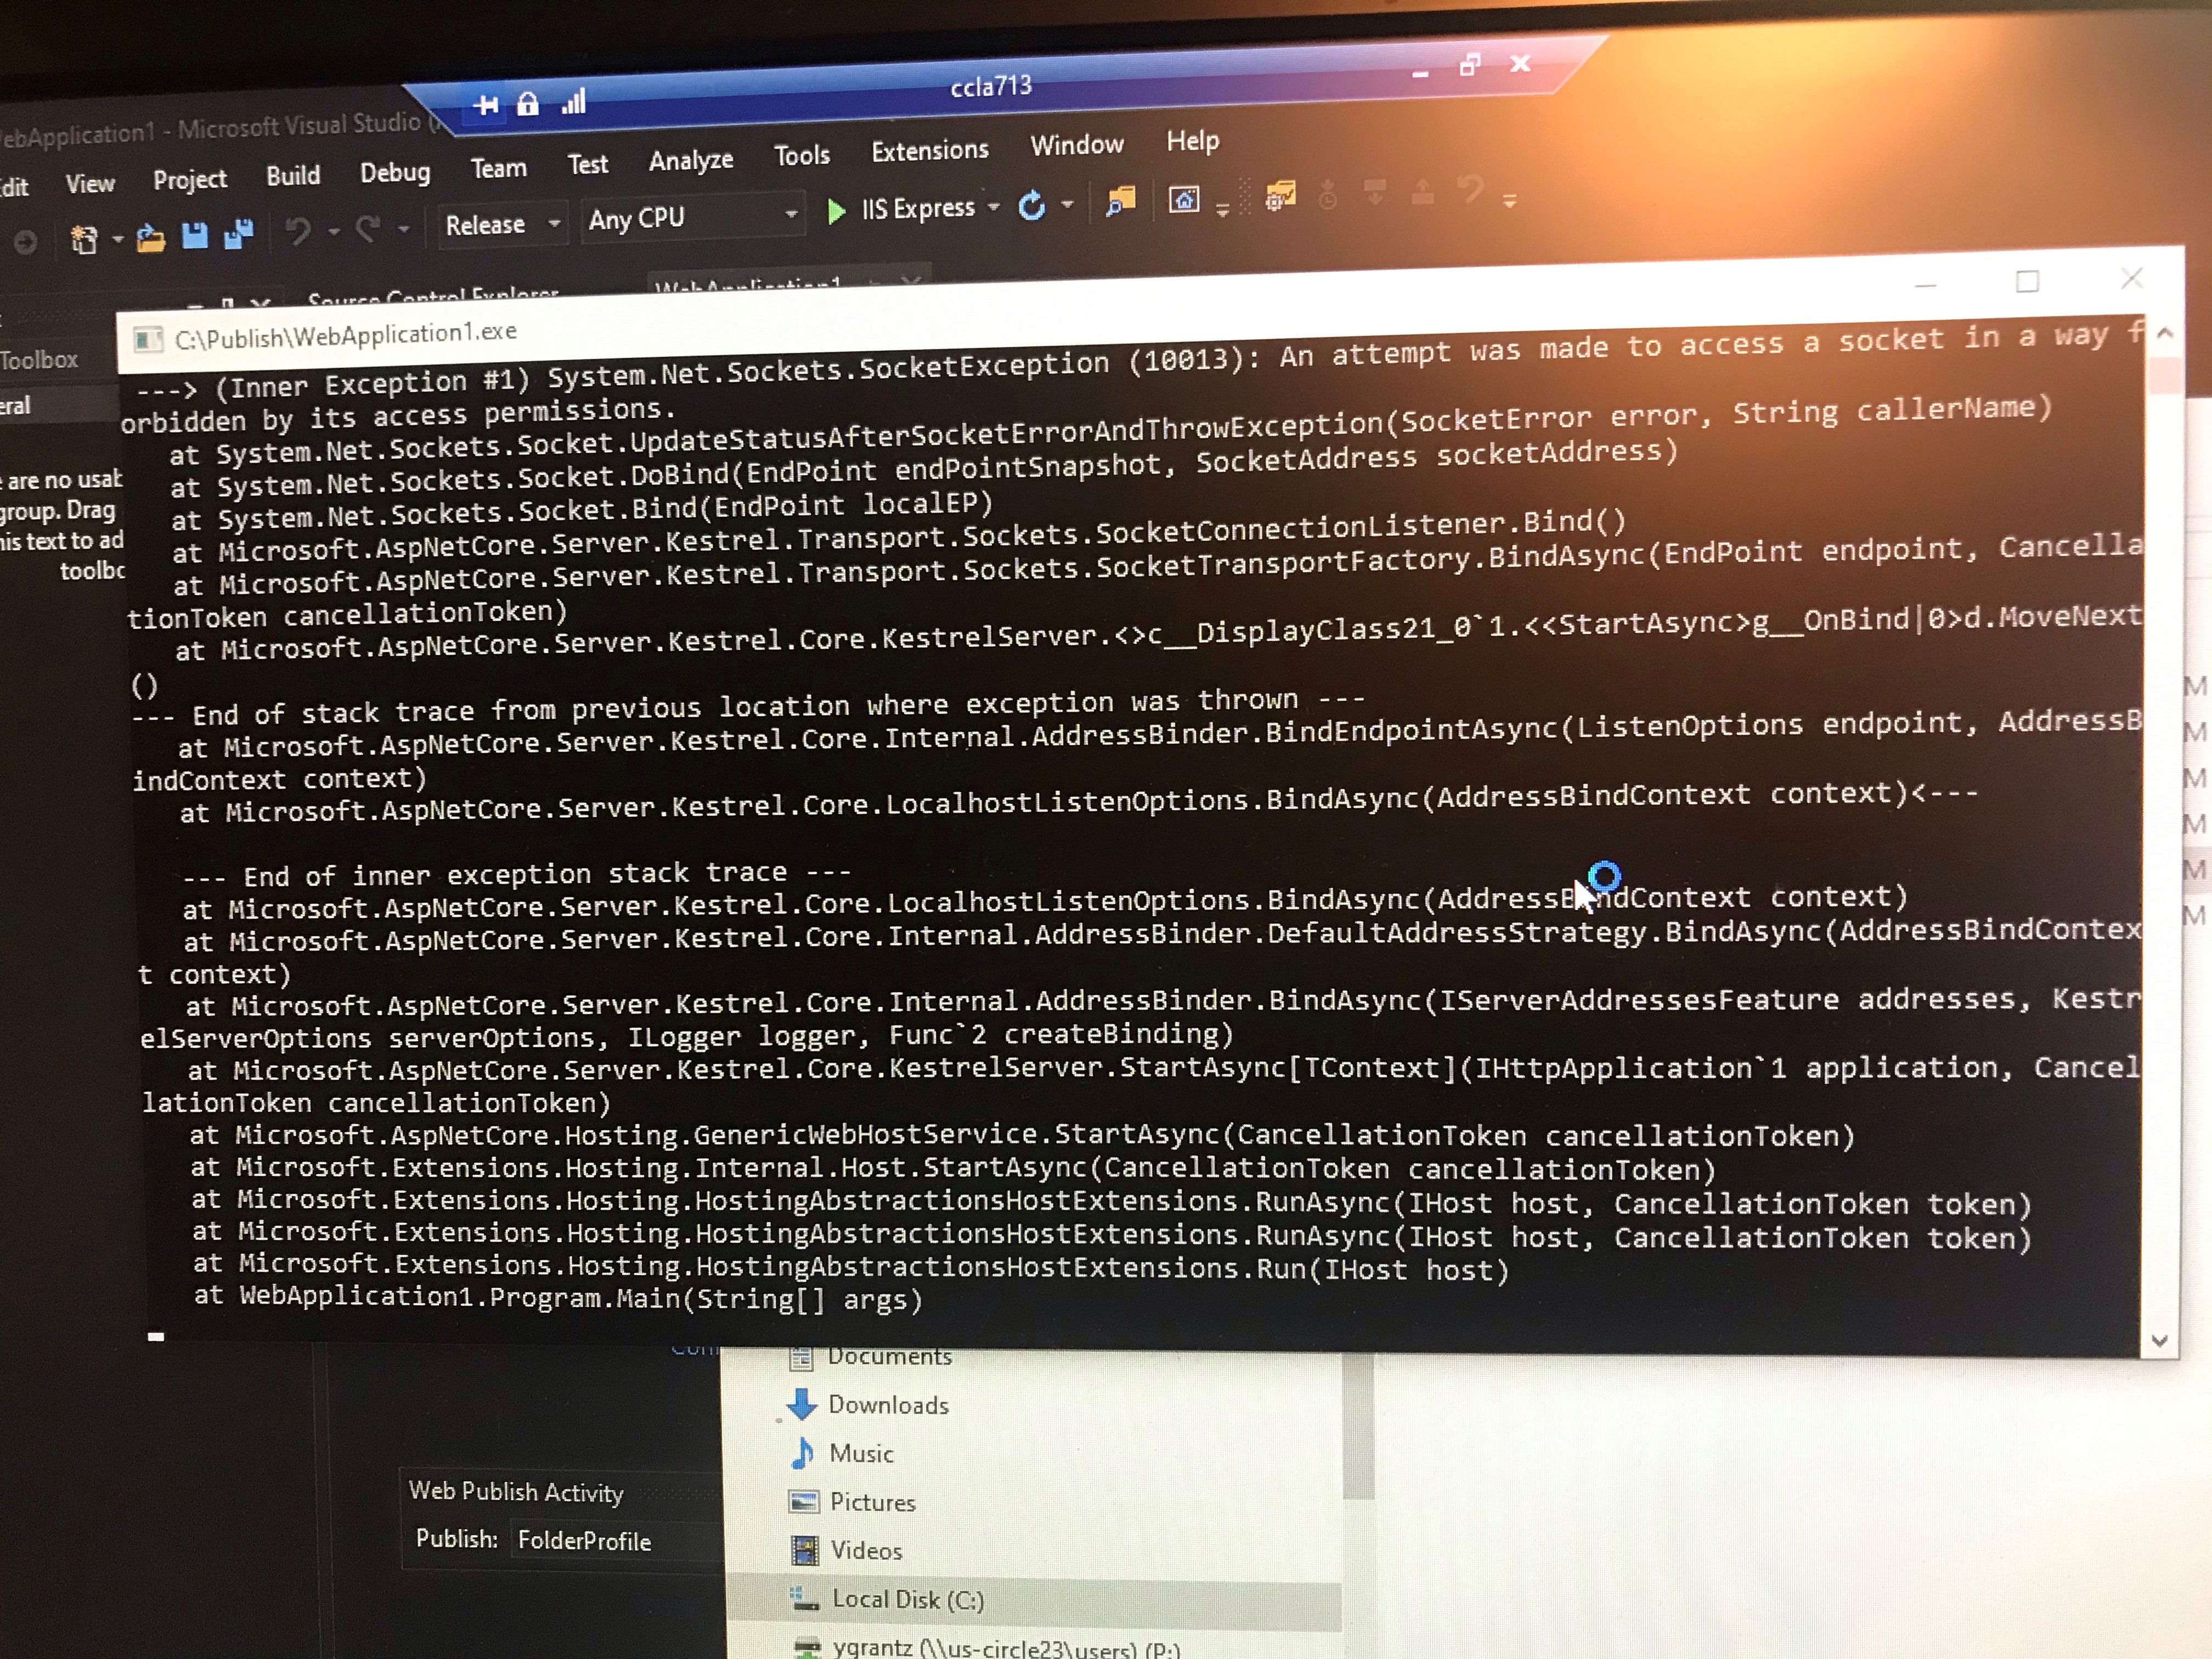 ccla713
ebApplication1 - Microsoft Visual Studio (
dit View Project Build Debug Team Test Analyze Tools Extensions Window Help
Release Any CPU IIS Express
Source Control Explorer WebApplication1
C:\Publish\WebApplication1.exe
Toolbox
eral
are no usab
group. Drag
his text to ad
toolbo
---> (Inner Exception #1) System.Net.Sockets.SocketException (10013): An attempt was made to access a socket in a way f
orbidden by its access permissions.
at System.Net.Sockets.Socket.UpdateStatusAfterSocketErrorAndThrowException(SocketError error, String callerName)
at System.Net.Sockets.Socket.DoBind(EndPoint endPointSnapshot, SocketAddress socketAddress)
at System.Net.Sockets.Socket.Bind(EndPoint localEP)
at Microsoft.AspNetCore.Server.Kestrel.Transport.Sockets.SocketConnectionListener.Bind()
at Microsoft.AspNetCore.Server.Kestrel.Transport.Sockets.SocketTransportFactory.BindAsync(EndPoint endpoint, Cancella
tionToken cancellationToken)
at Microsoft.AspNetCore.Server.Kestrel.Core.KestrelServer.<>c__DisplayClass21_0`1.<<StartAsync>g__OnBind|0>d.MoveNext
()
--- End of stack trace from previous location where exception was thrown ---
at Microsoft.AspNetCore.Server.Kestrel.Core.Internal.AddressBinder.BindEndpointAsync(ListenOptions endpoint, AddressB
indContext context)
at Microsoft.AspNetCore.Server.Kestrel.Core.LocalhostListenOptions.BindAsync(AddressBindContext context)<---
--- End of inner exception stack trace ---
at Microsoft.AspNetCore.Server.Kestrel.Core.LocalhostListenOptions.BindAsync(AddressBindContext context)
at Microsoft.AspNetCore.Server.Kestrel.Core.Internal.AddressBinder.DefaultAddressStrategy.BindAsync(AddressBindContex
t context)
at Microsoft.AspNetCore.Server.Kestrel.Core.Internal.AddressBinder.BindAsync(IServerAddressesFeature addresses, Kestr
elServerOptions serverOptions, ILogger logger, Func`2 createBinding)
at Microsoft.AspNetCore.Server.Kestrel.Core.KestrelServer.StartAsync[TContext](IHttpApplication`1 application, Cancel
lationToken cancellationToken)
at Microsoft.AspNetCore.Hosting.GenericWebHostService.StartAsync(CancellationToken cancellationToken)
at Microsoft.Extensions.Hosting.Internal.Host.StartAsync(CancellationToken cancellationToken)
at Microsoft.Extensions.Hosting.HostingAbstractionsHostExtensions.RunAsync(IHost host, CancellationToken token)
at Microsoft.Extensions.Hosting.HostingAbstractionsHostExtensions.RunAsync(IHost host, CancellationToken token)
at Microsoft.Extensions.Hosting.HostingAbstractionsHostExtensions.Run(IHost host)
at WebApplication1.Program.Main(String[] args)
M
M
M
M
M
M
Documents
Downloads
Music
Pictures
Videos
Local Disk (C:)
ygrantz (\\us-circle23\users) (P:)
Web Publish Activity
Publish: FolderProfile